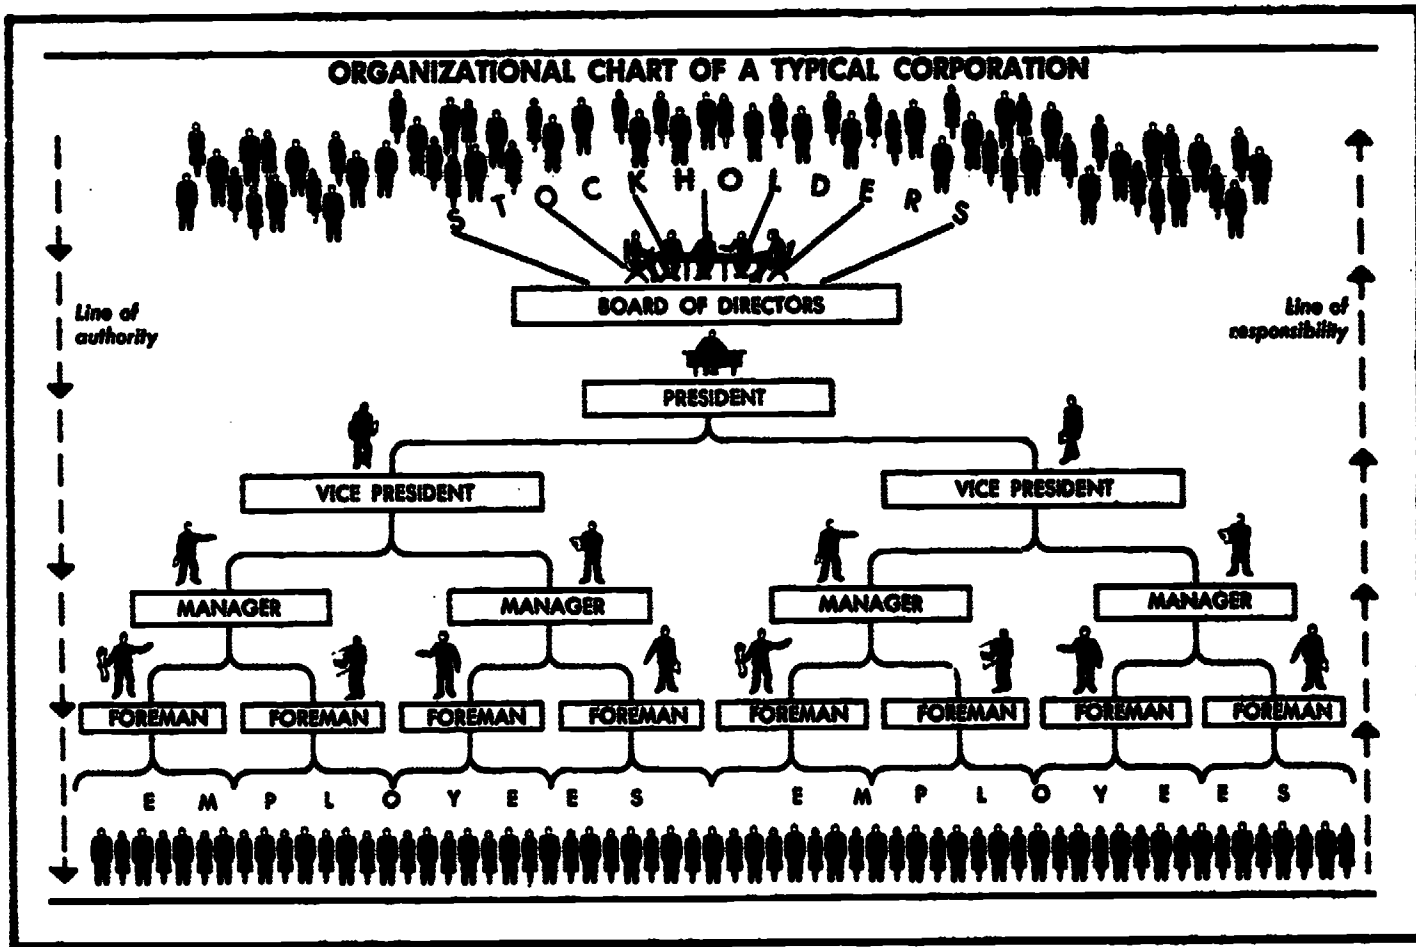 ORGANIZATIONAL CHART OF A TYPICAL CORPORATION
STOCKHOLDERS
BOARD OF DIRECTORS
Line of
authority
Line of
responsibility
PRESIDENT
VICE PRESIDENT
VICE PRESIDENT
MANAGER
MANAGER
MANAGER
MANAGER
FOREMAN
FOREMAN
FOREMAN
FOREMAN
FOREMAN
FOREMAN
FOREMAN
FOREMAN
EMPLOYEES
EMPLOYEES